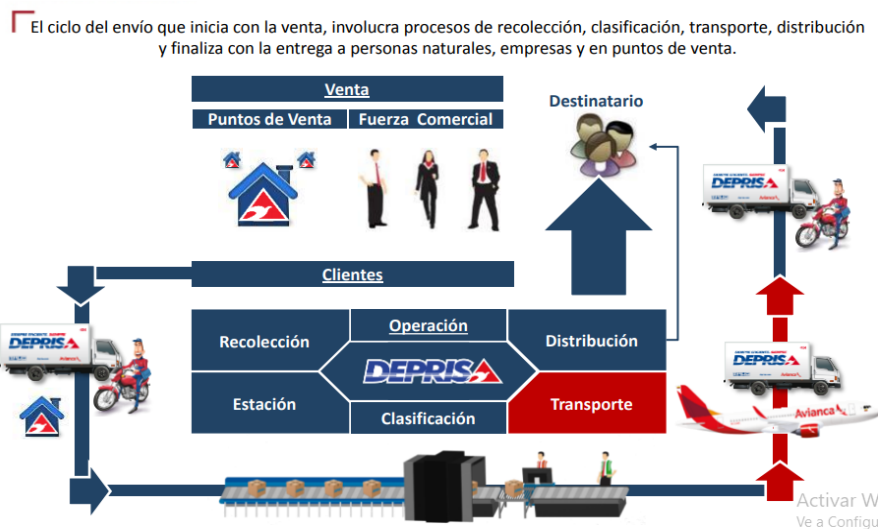 El ciclo del envío que inicia con la venta, involucra procesos de recolección, clasificación, transporte, distribución
y finaliza con la entrega a personas naturales, empresas y en puntos de venta.
Venta
Puntos de Venta
Fuerza Comercial
Destinatario
DEPRISA
Clientes
Recolección
Operación
Distribución
DEPRISA
Estación
Clasificación
Transporte
DEPRISA
Avianca
DEPRISA
Avianca
Avianca
Activar W
Ve a Configu